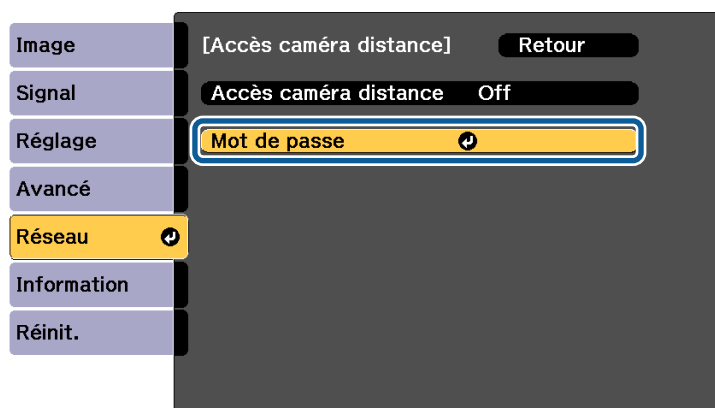 Image
Signal
Réglage
Avancé
Réseau
Information
Réinit.
[Accès caméra distance] Retour
Accès caméra distance Off
Mot de passe